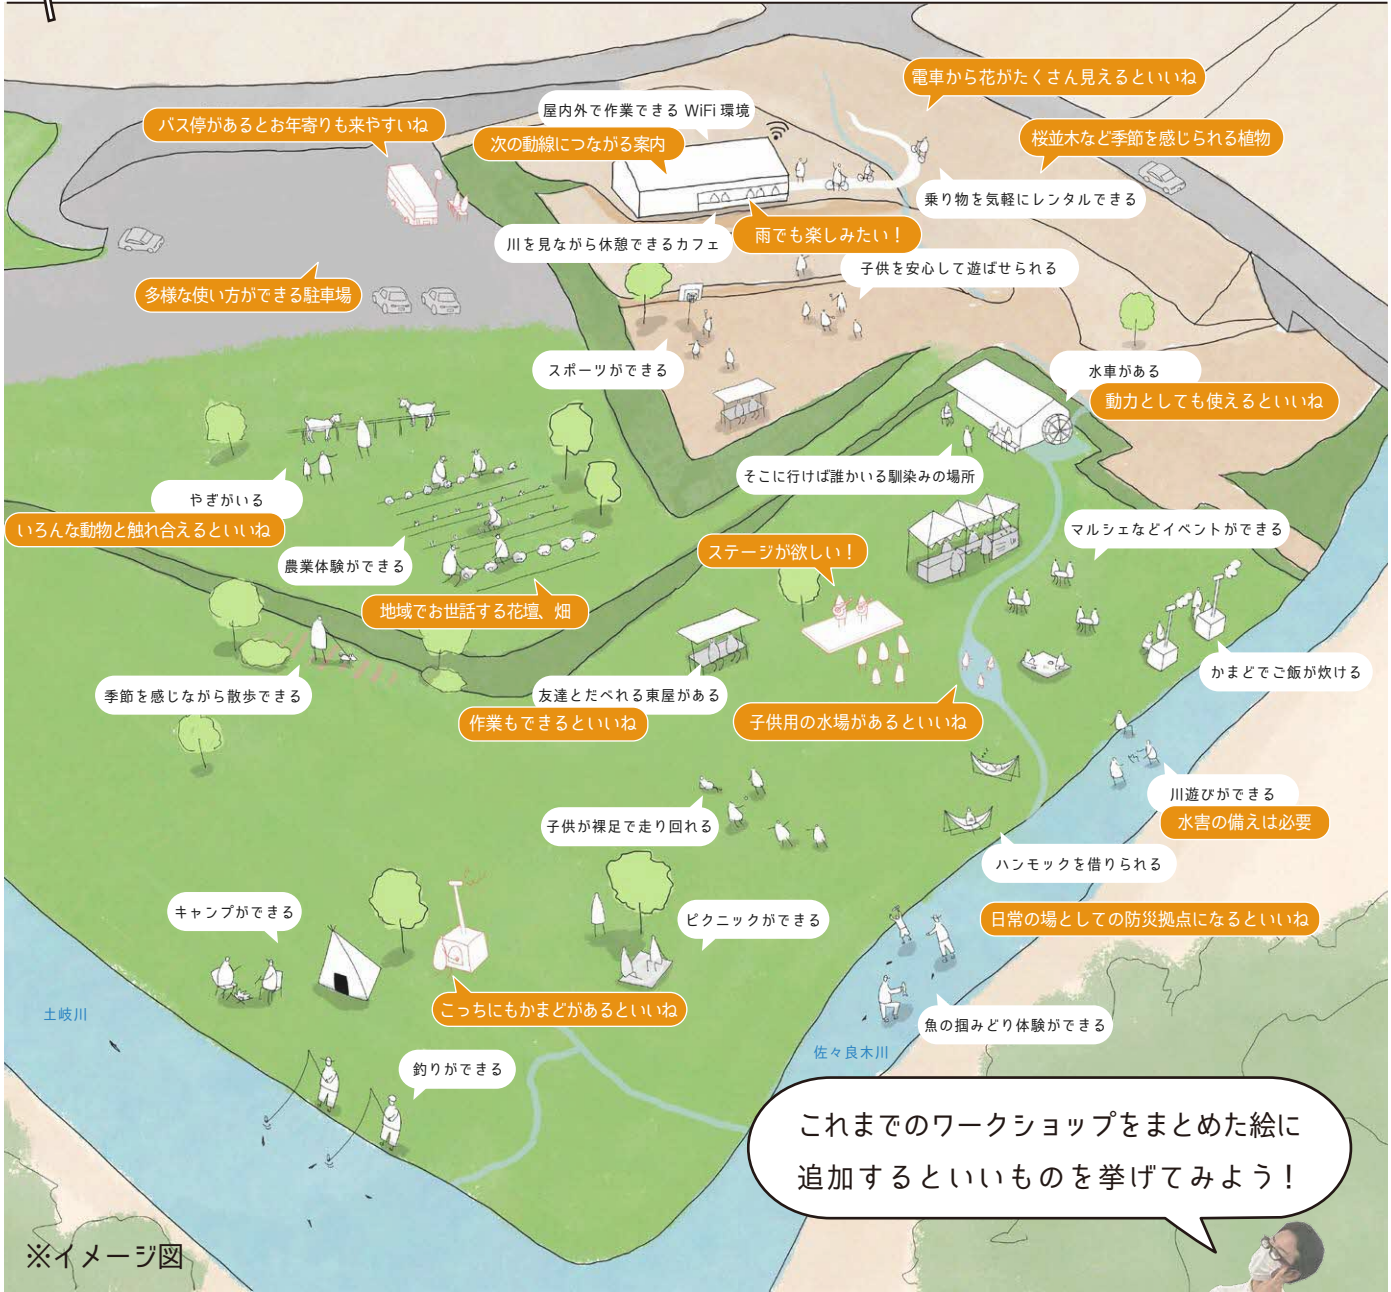 電車から花がたくさん見えるといいね
屋内外で作業できる WiFi 環境
バス停があるとお年寄りも来やすいね
次の動線につながる案内
桜並木など季節を感じられる植物
乗り物を気軽にレンタルできる
川を見ながら休憩できるカフェ
雨でも楽しみたい！
子供を安心して遊ばせられる
多様な使い方ができる駐車場
スポーツができる
水車がある
動力としても使えるといいね
そこに行けば誰かいる馴染みの場所
やぎがいる
いろんな動物と触れ合えるといいね
マルシェなどイベントができる
ステージが欲しい！
農業体験ができる
地域でお世話する花壇、畑
かまどでご飯が炊ける
季節を感じながら散歩できる
友達とだべれる東屋がある
作業もできるといいね
子供用の水場があるといいね
川遊びができる
水害の備えは必要
子供が裸足で走り回れる
ハンモックを借りられる
キャンプができる
ピクニックができる
日常の場としての防災拠点になるといいね
こっちにもかまどがあるといいね
土岐川
魚の掴みどり体験ができる
佐々良木川
釣りができる
これまでのワークショップをまとめた絵に
追加するといいものを挙げてみよう！
※イメージ図